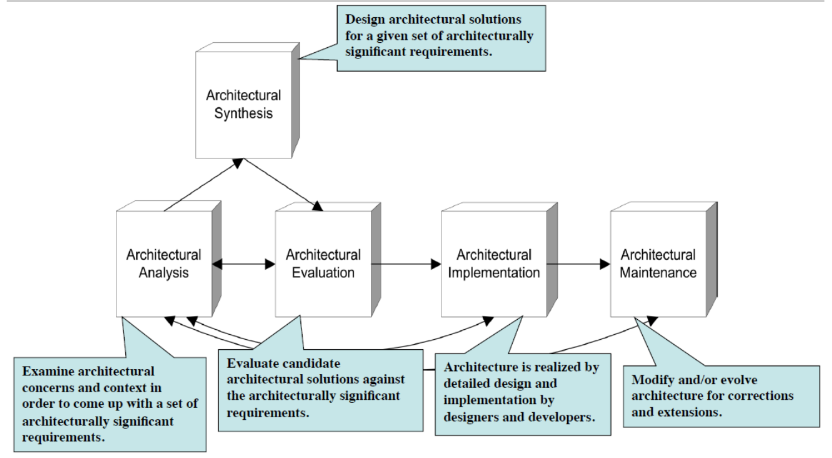 Design architectural solutions
for a given set of architecturally
significant requirements.
Architectural
Synthesis
Architectural
Analysis
Architectural
Evaluation
Architectural
Implementation
Architectural
Maintenance
Examine architectural
concerns and context in
order to come up with a set of
architecturally significant
requirements.
Evaluate candidate
architectural solutions against
the architecturally significant
requirements.
Architecture is realized by
detailed design and
implementation by
designers and developers.
Modify and/or evolve
architecture for corrections
and extensions.